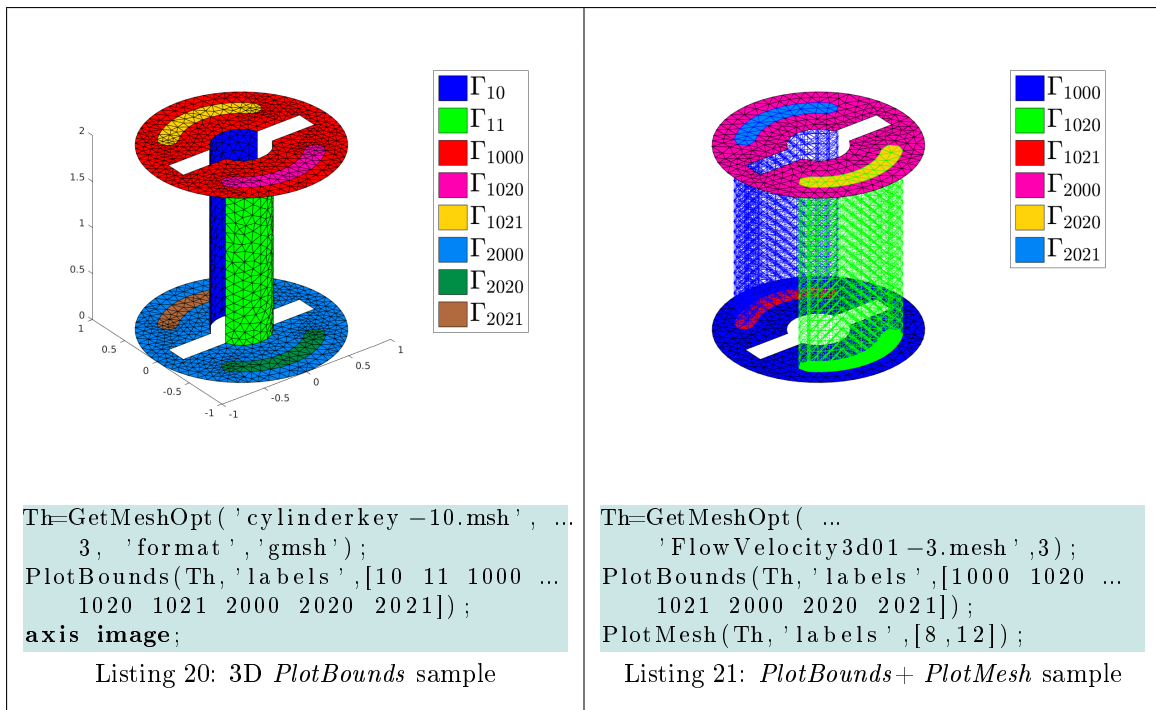 2
1.5
1
0.5
0
1
0.5
0
-0.5
-1
-1
-0.5
0
0.5
1
Γ10
Γ11
Γ1000
Γ1020
Γ1021
Γ2000
Γ2020
Γ2021
Th=GetMeshOpt( 'cylinderkey-10.msh', ...
3, 'format','gmsh');
PlotBounds(Th, 'labels',[10 11 1000 ...
1020 1021 2000 2020 2021]);
axis image;
Listing 20: 3D PlotBounds sample
Γ1000
Γ1020
Γ1021
Γ2000
Γ2020
Γ2021
Th=GetMeshOpt( ...
'FlowVelocity3d01-3.mesh',3);
PlotBounds(Th, 'labels',[1000 1020 ...
1021 2000 2020 2021]);
PlotMesh(Th, 'labels',[8,12]);
Listing 21: PlotBounds+ PlotMesh sample